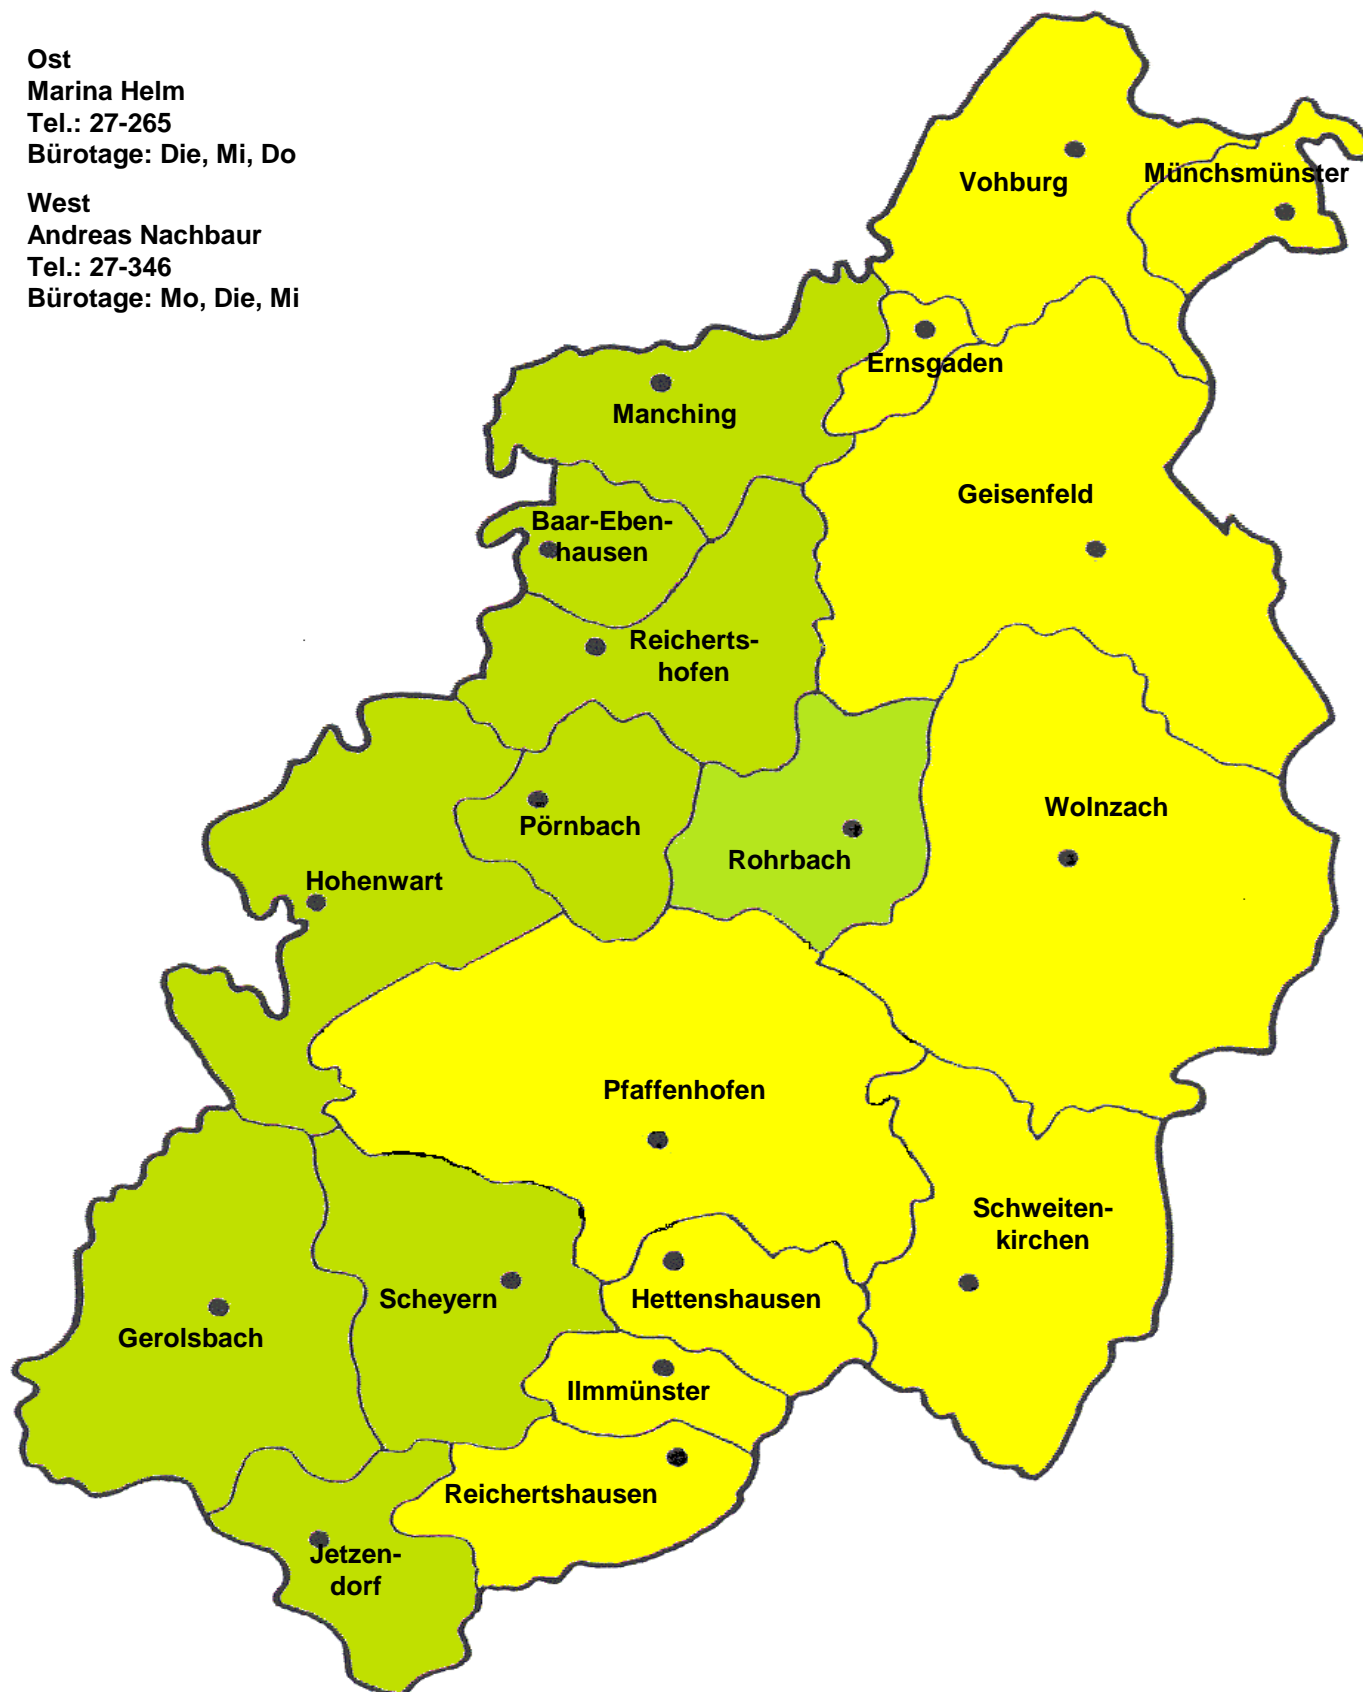 Ost
Marina Helm
Tel.: 27-265
Bürotage: Die, Mi, Do
West
Andreas Nachbaur
Tel.: 27-346
Bürotage: Mo, Die, Mi
Vohburg
Münchsmünster
Ernsgaden
Manching
Geisenfeld
Baar-Eben-
hausen
Reicherts-
hofen
Wolnzach
Pörnbach
Rohrbach
Hohenwart
Pfaffenhofen
Schweiten-
kirchen
Scheyern
Hettenshausen
Gerolsbach
Ilmmünster
Reichertshausen
Jetzen-
dorf